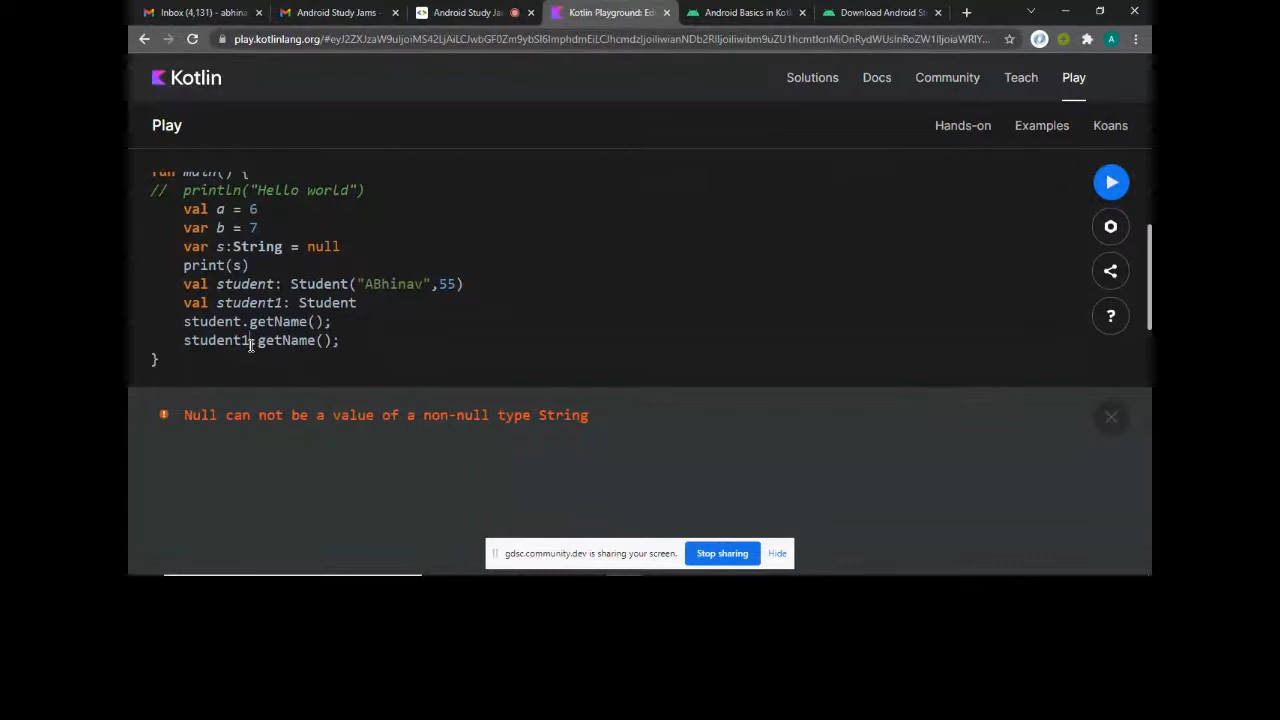 Inbox (4,131) - abhina
Android Study Jams -
Android Study Ja
Kotlin Playground: Edi
Android Basics in Kotl
Download Android St
Kotlin
Solutions
Docs
Community
Teach
Play
Play
Hands-on
Examples
Koans
// println("Hello world")
val a = 6
var b = 7
var s:String = null
print(s)
val student: Student("ABhinav",55)
val student1: Student
student.getName();
student1.getName();
}
Null can not be a value of a non-null type String
gdsc.community.dev is sharing your screen.
Stop sharing
Hide